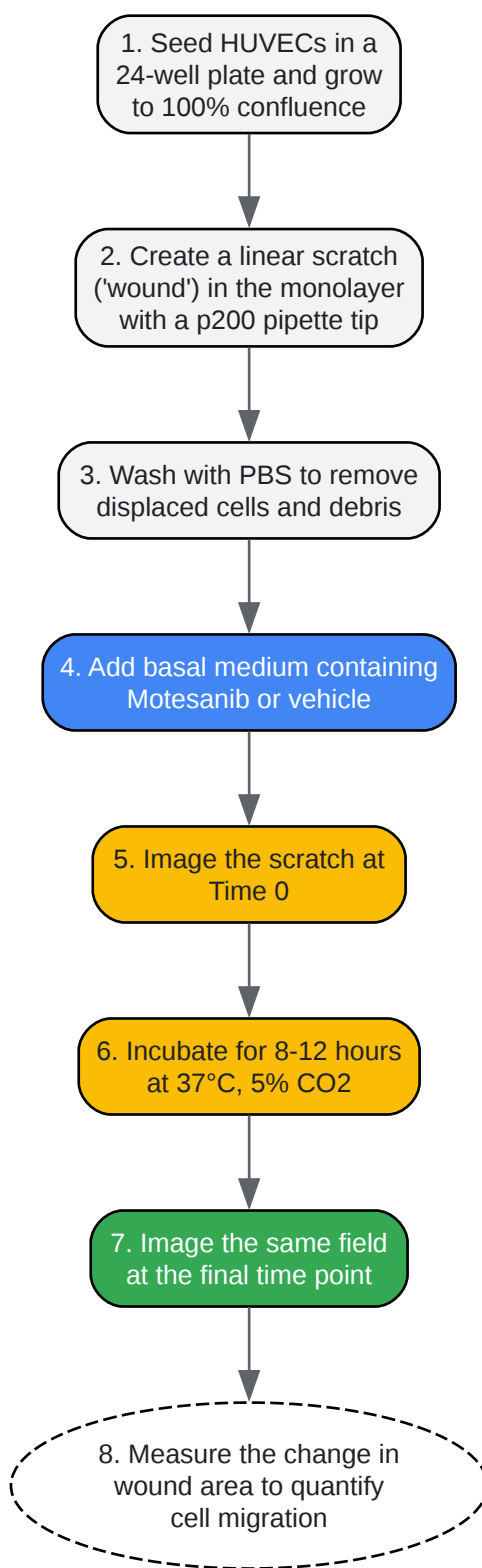 1. Seed HUVECs in a
24-well plate and grow
to 100% confluence
2. Create a linear scratch
('wound') in the monolayer
with a p200 pipette tip
3. Wash with PBS to remove
displaced cells and debris
4. Add basal medium containing
Motesanib or vehicle
5. Image the scratch at
Time 0
6. Incubate for 8-12 hours
at 37°C, 5% CO2
7. Image the same field
at the final time point
8. Measure the change in
wound area to quantify
cell migration